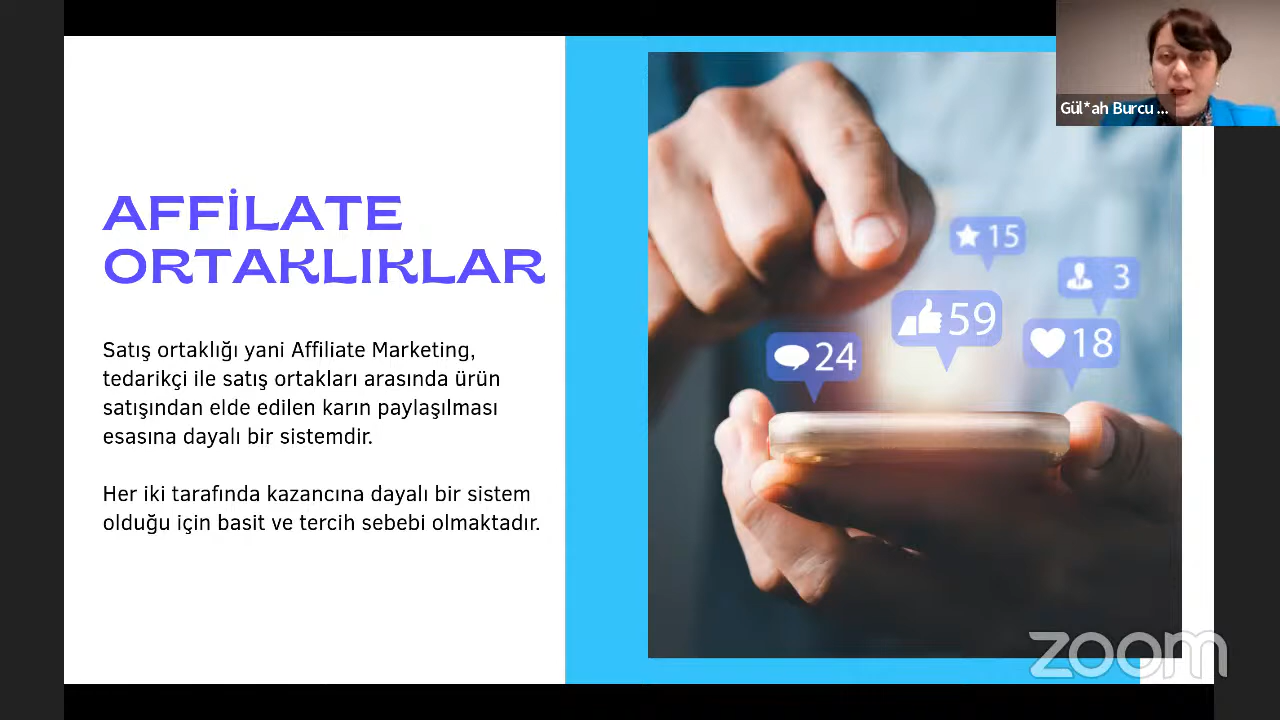 Gül*ah Burcu ...
AFFİLATE
ORTAKLIKLAR
Satış ortaklığı yani Affiliate Marketing,
tedarikçi ile satış ortakları arasında ürün
satışından elde edilen karın paylaşılması
esasına dayalı bir sistemdir.
Her iki tarafında kazancına dayalı bir sistem
olduğu için basit ve tercih sebebi olmaktadır.
15
3
59
18
24
zoom